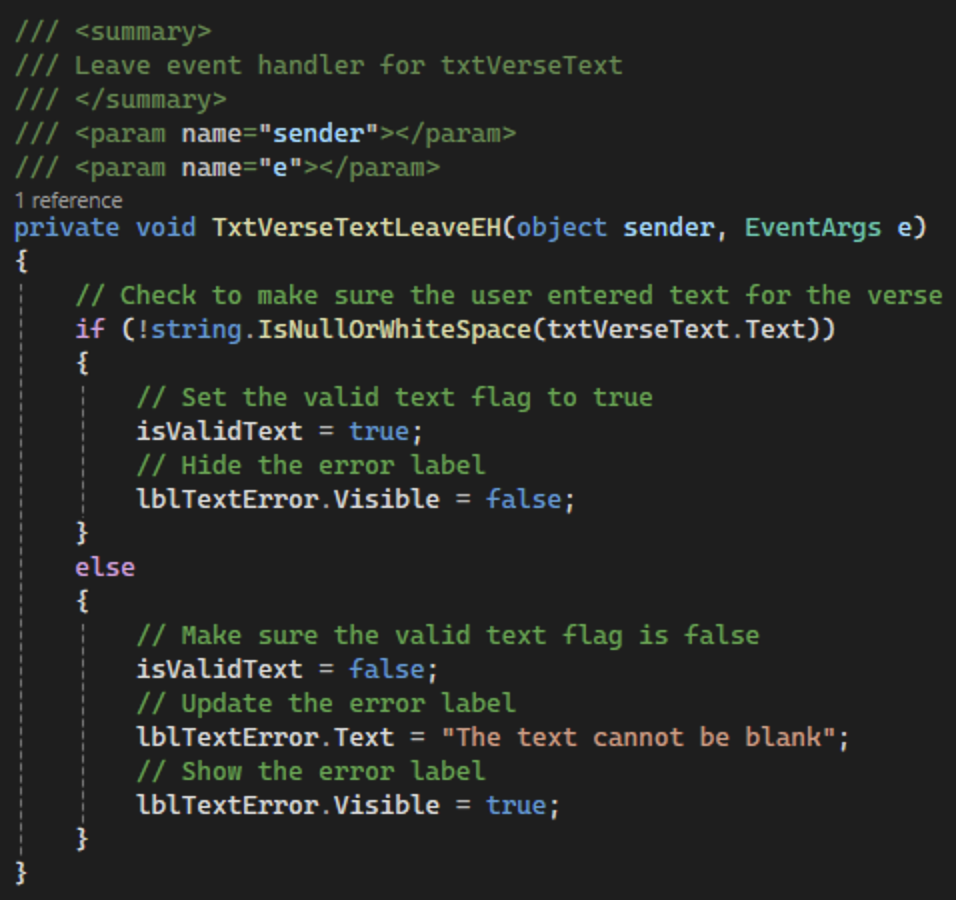 /// <summary>
/// Leave event handler for txtVerseText
/// </summary>
/// <param name="sender"></param>
/// <param name="e"></param>
1 reference
private void TxtVerseTextLeaveEH(object sender, EventArgs e)
{
    // Check to make sure the user entered text for the verse
    if (!string.IsNullOrWhiteSpace(txtVerseText.Text))
    {
        // Set the valid text flag to true
        isValidText = true;
        // Hide the error label
        lblTextError.Visible = false;
    }
    else
    {
        // Make sure the valid text flag is false
        isValidText = false;
        // Update the error label
        lblTextError.Text = "The text cannot be blank";
        // Show the error label
        lblTextError.Visible = true;
    }
}